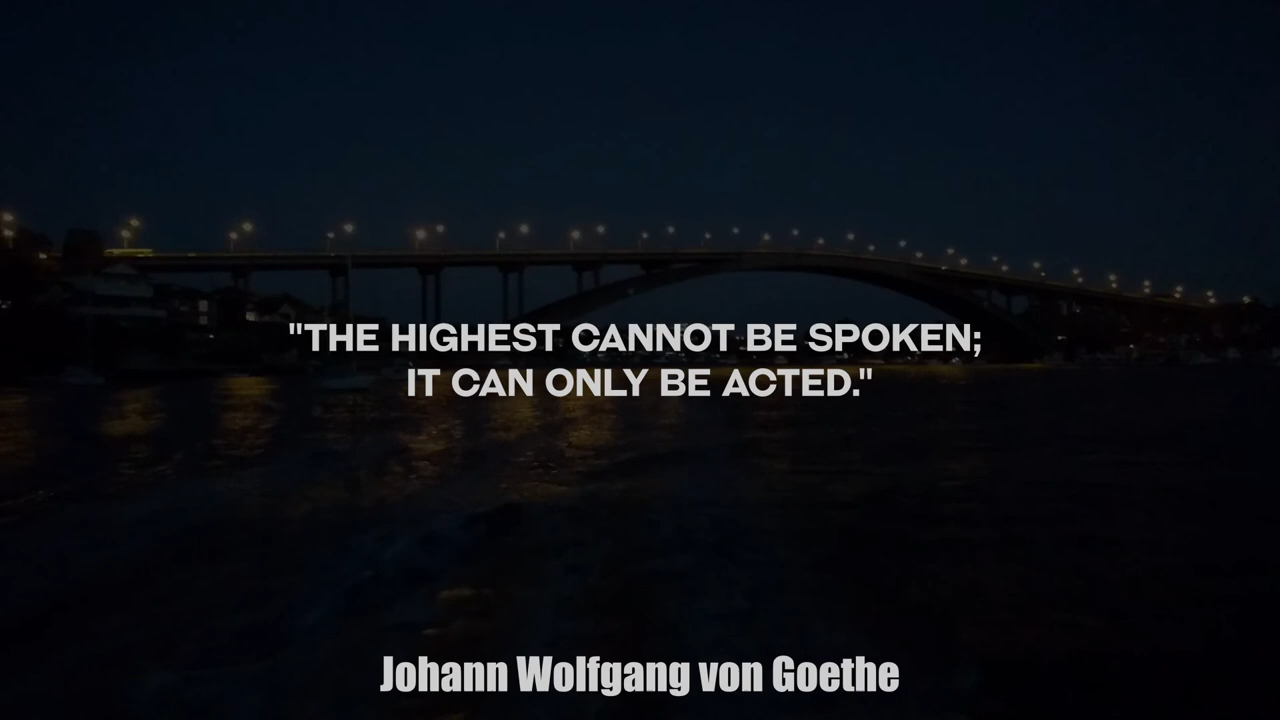 "THE HIGHEST CANNOT BE SPOKEN;
IT CAN ONLY BE ACTED."
Johann Wolfgang von Goethe